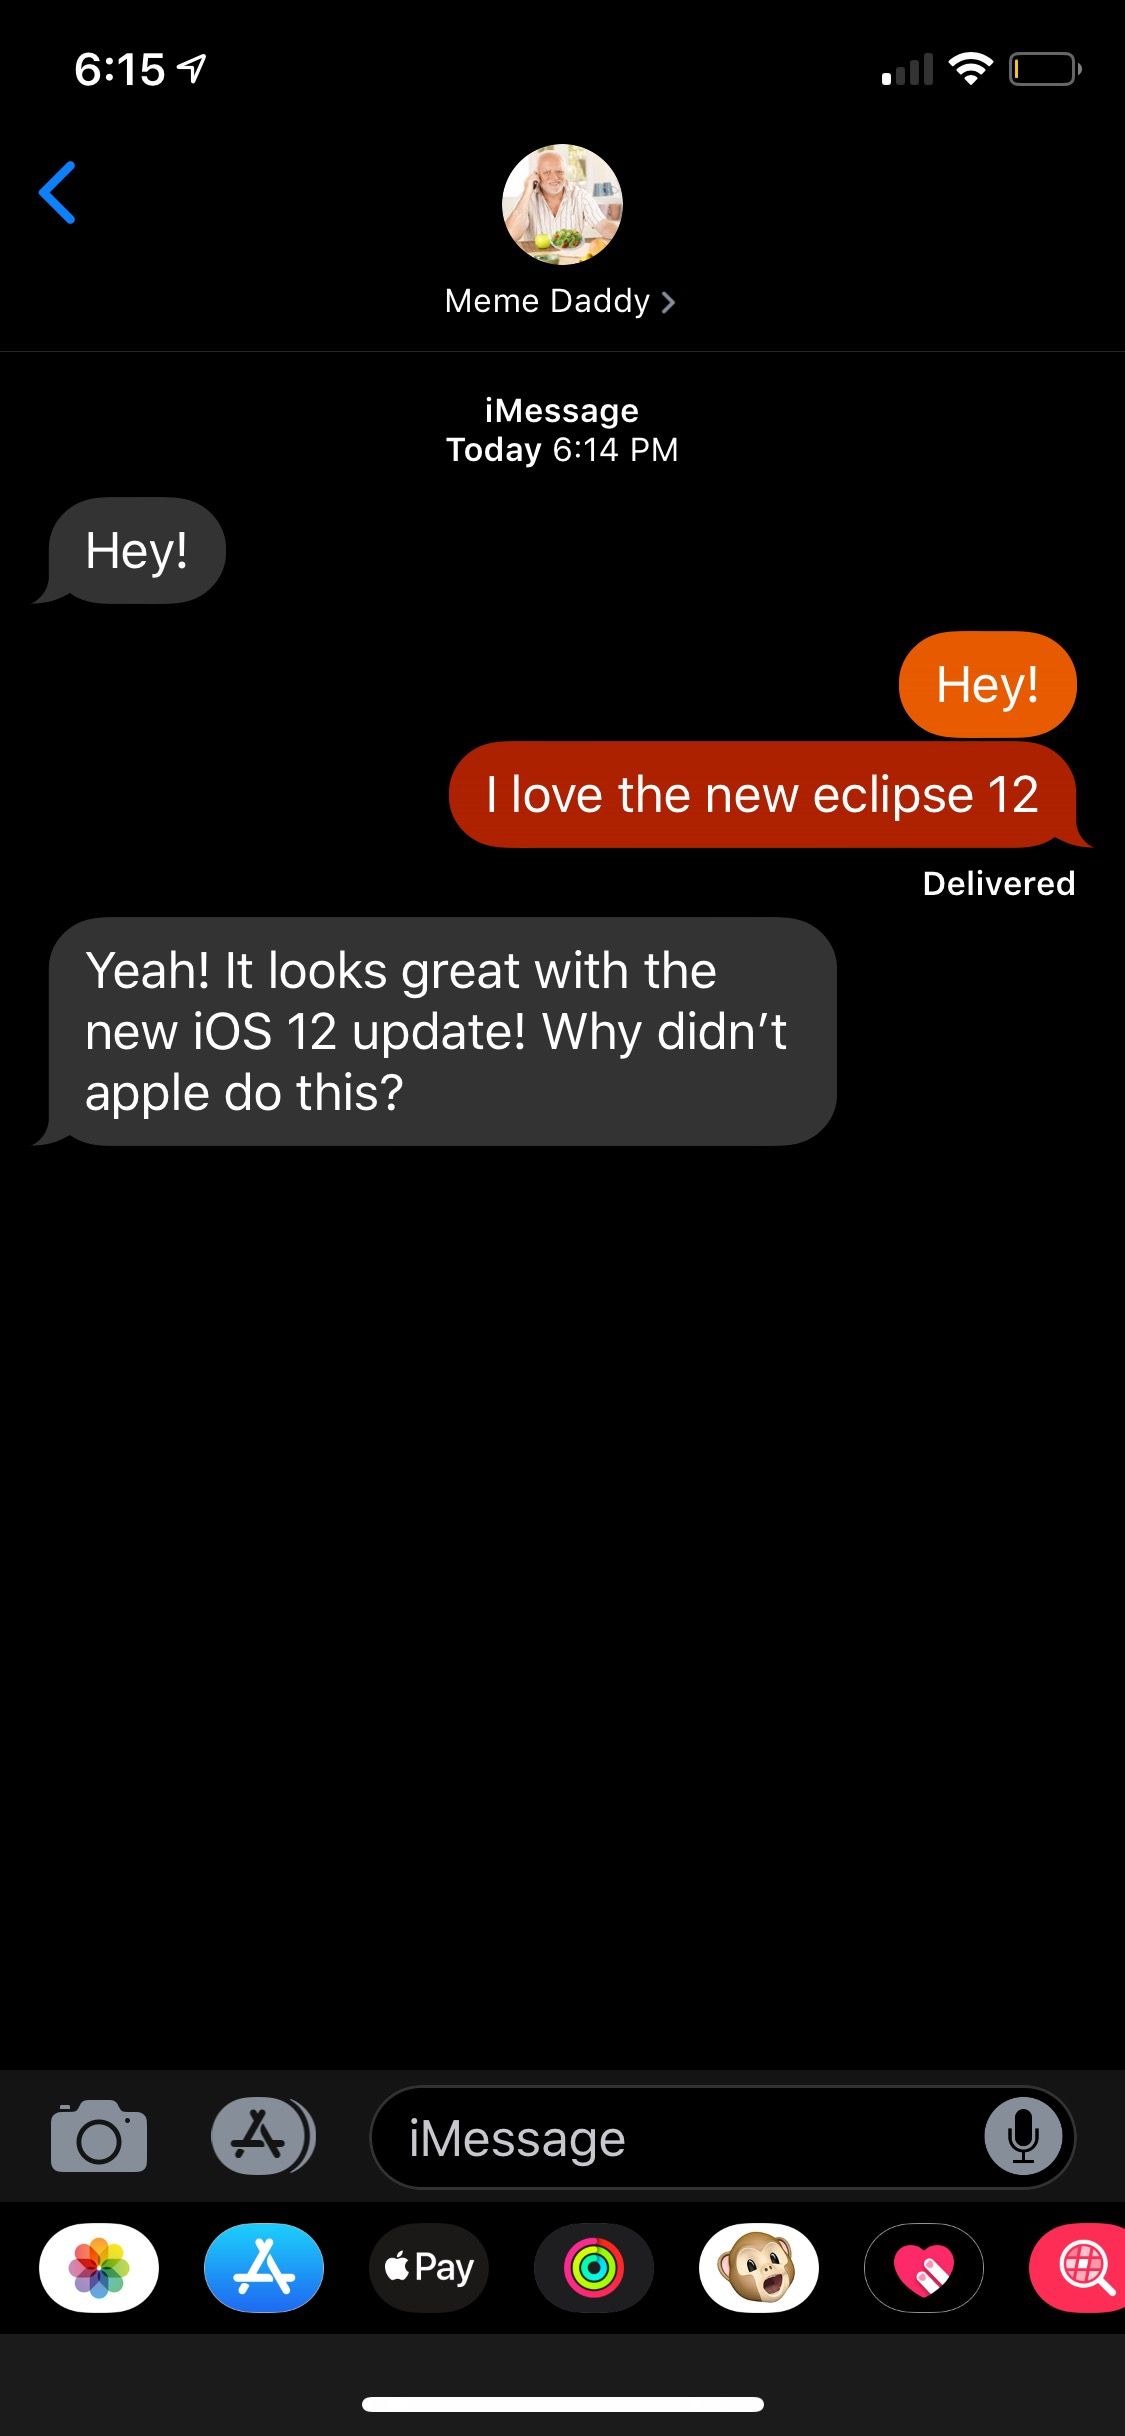 6:15
Meme Daddy
iMessage
Today 6:14 PM
Hey!
Hey!
I love the new eclipse 12
Delivered
Yeah! It looks great with the
new iOS 12 update! Why didn’t
apple do this?
iMessage
Pay